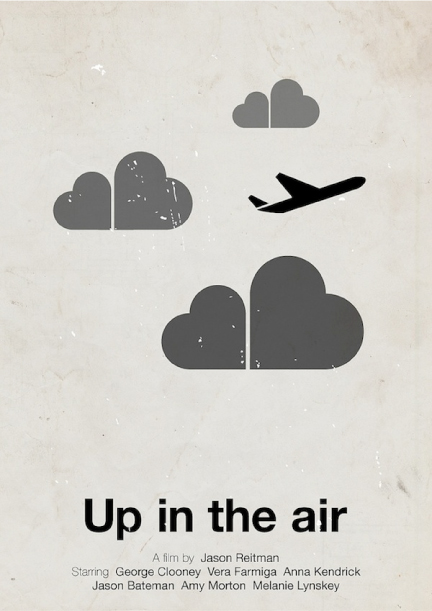 Up in the air
A film by Jason Reitman
Starring George Clooney Vera Farmiga Anna Kendrick
Jason Bateman Amy Morton Melanie Lynskey